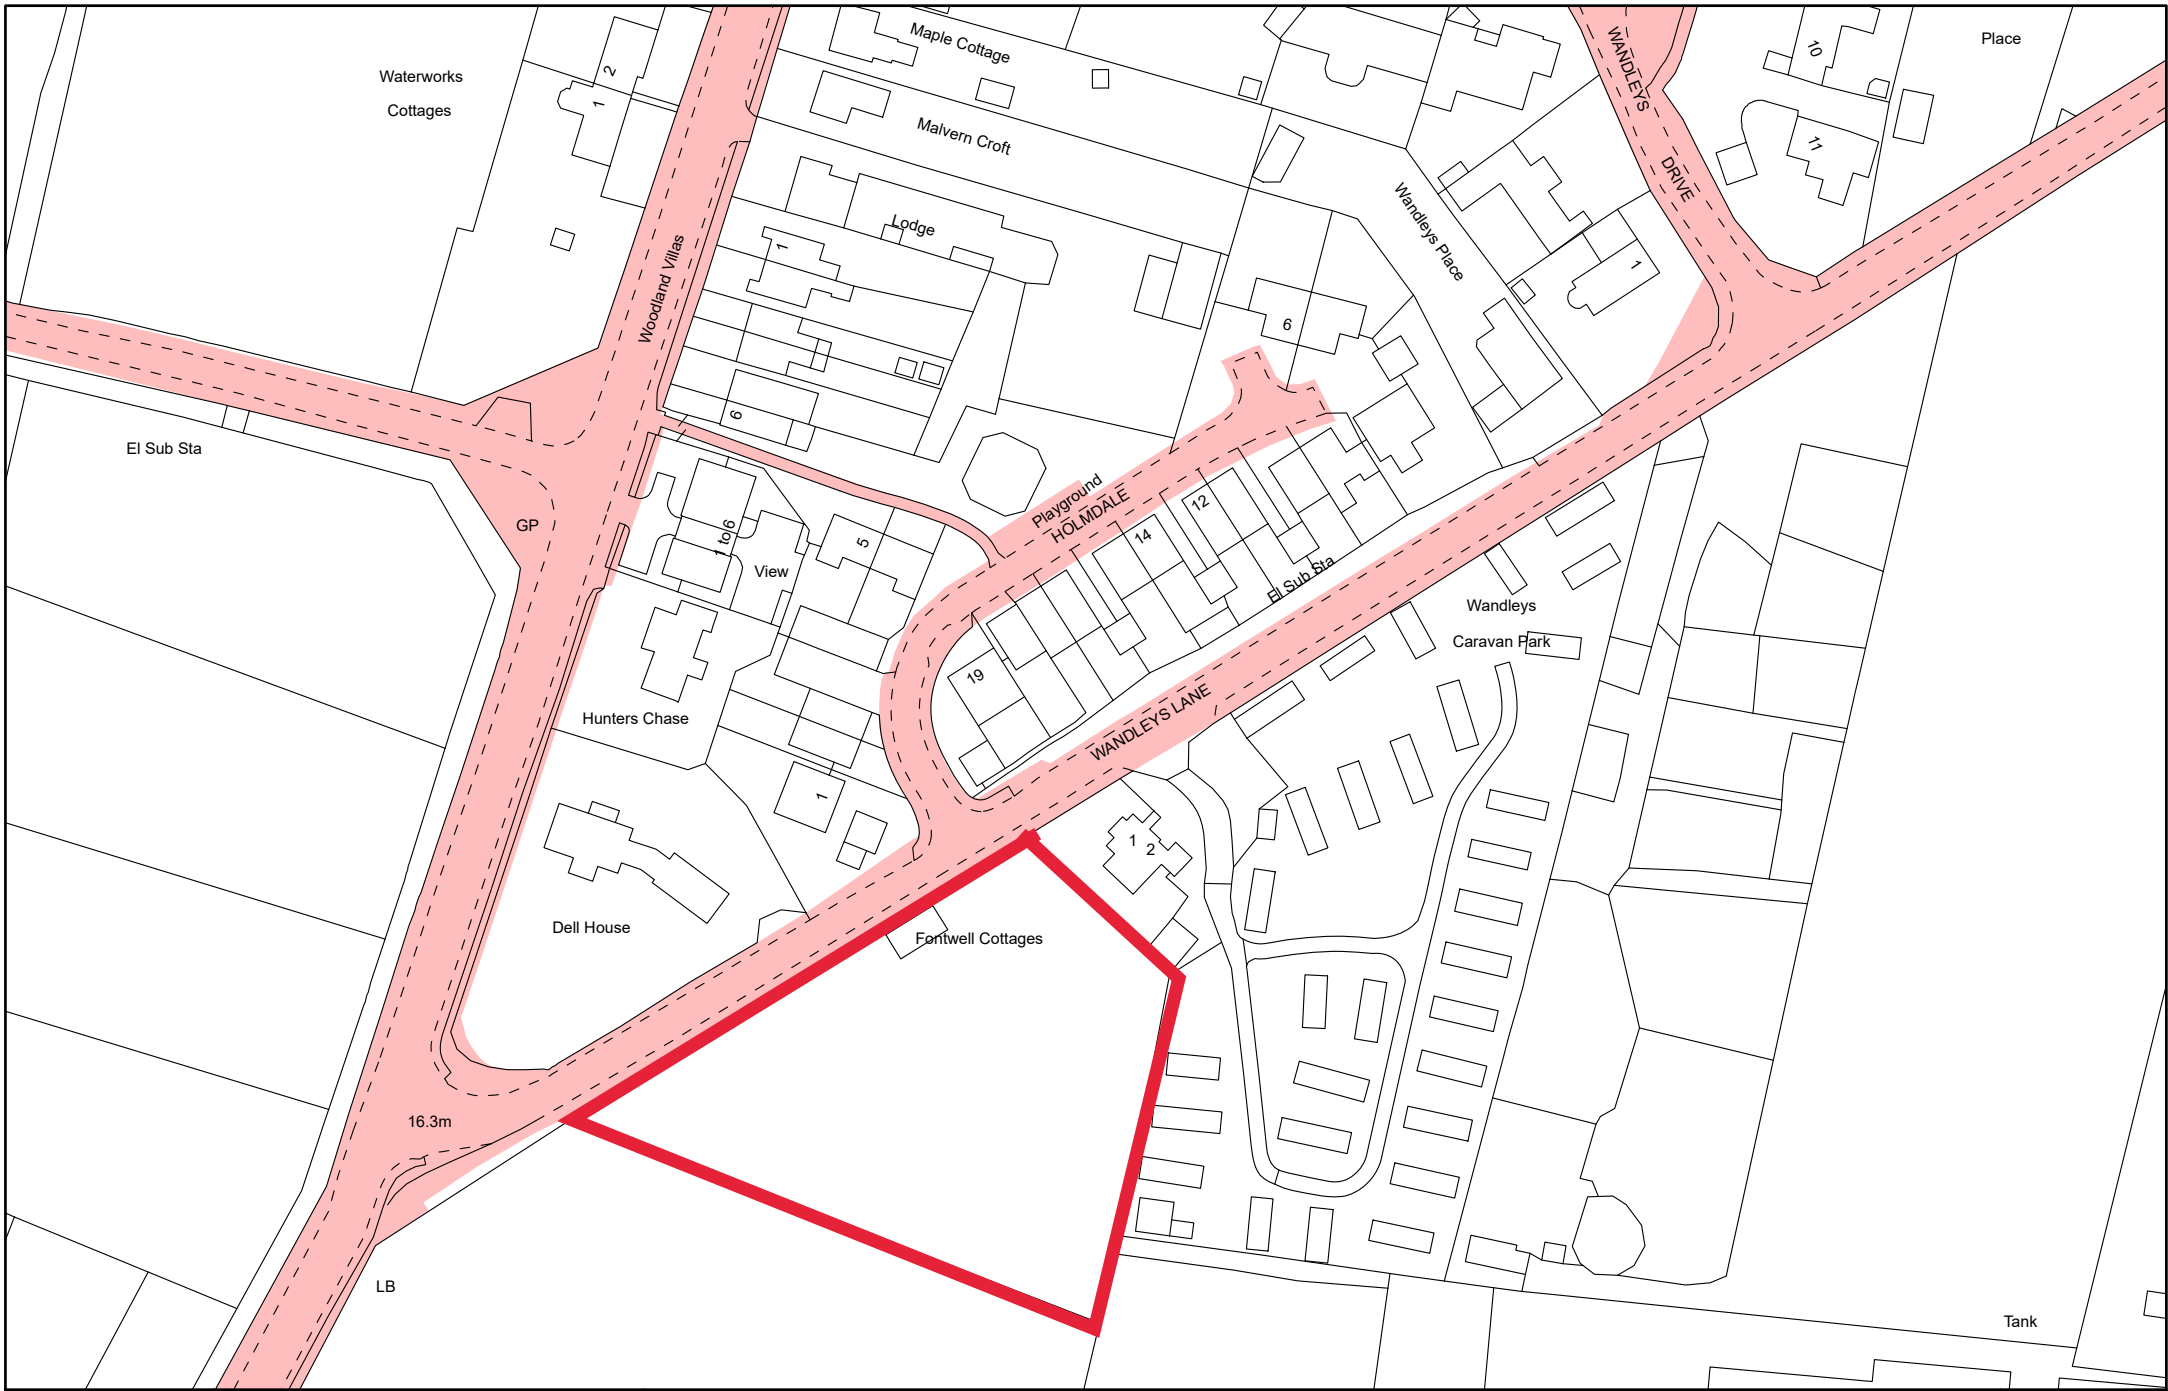 Maple Cottage
WANDLEYS
DRIVE
10
Place
Waterworks
Cottages
2
1
Malvern Croft
11
Wandleys Place
Lodge
1
1
Woodland Villas
6
6
El Sub Sta
GP
1 to 6
View
5
Playground
HOLMDALE
12
14
El Sub Sta
Wandleys
Caravan Park
19
Hunters Chase
WANDLEYS LANE
1
1
2
Dell House
Fontwell Cottages
16.3m
LB
Tank